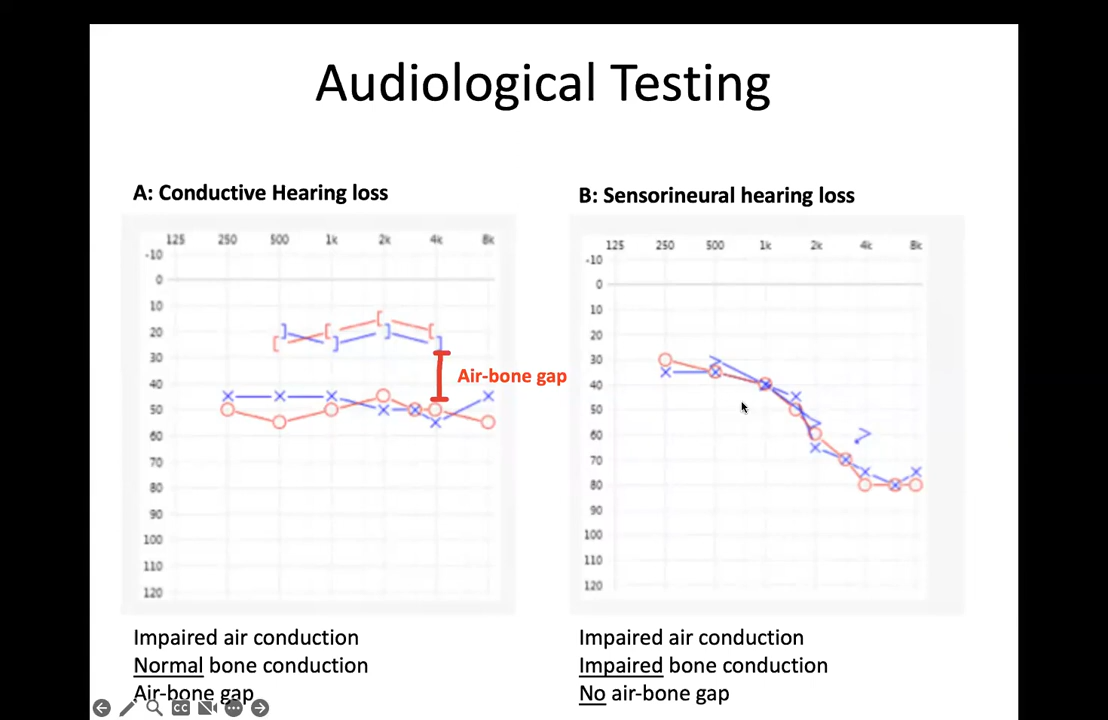 Audiological Testing
A: Conductive Hearing loss
125 250 500 1k 2k 4k 8k
-10
0
10
20
30
40
50
60
70
80
90
100
110
120
Air-bone gap
Impaired air conduction
Normal bone conduction
Air-bone gap
B: Sensorineural hearing loss
125 250 500 1k 2k 4k 8k
-10
0
10
20
30
40
50
60
70
80
90
100
110
120
Impaired air conduction
Impaired bone conduction
No air-bone gap
CC